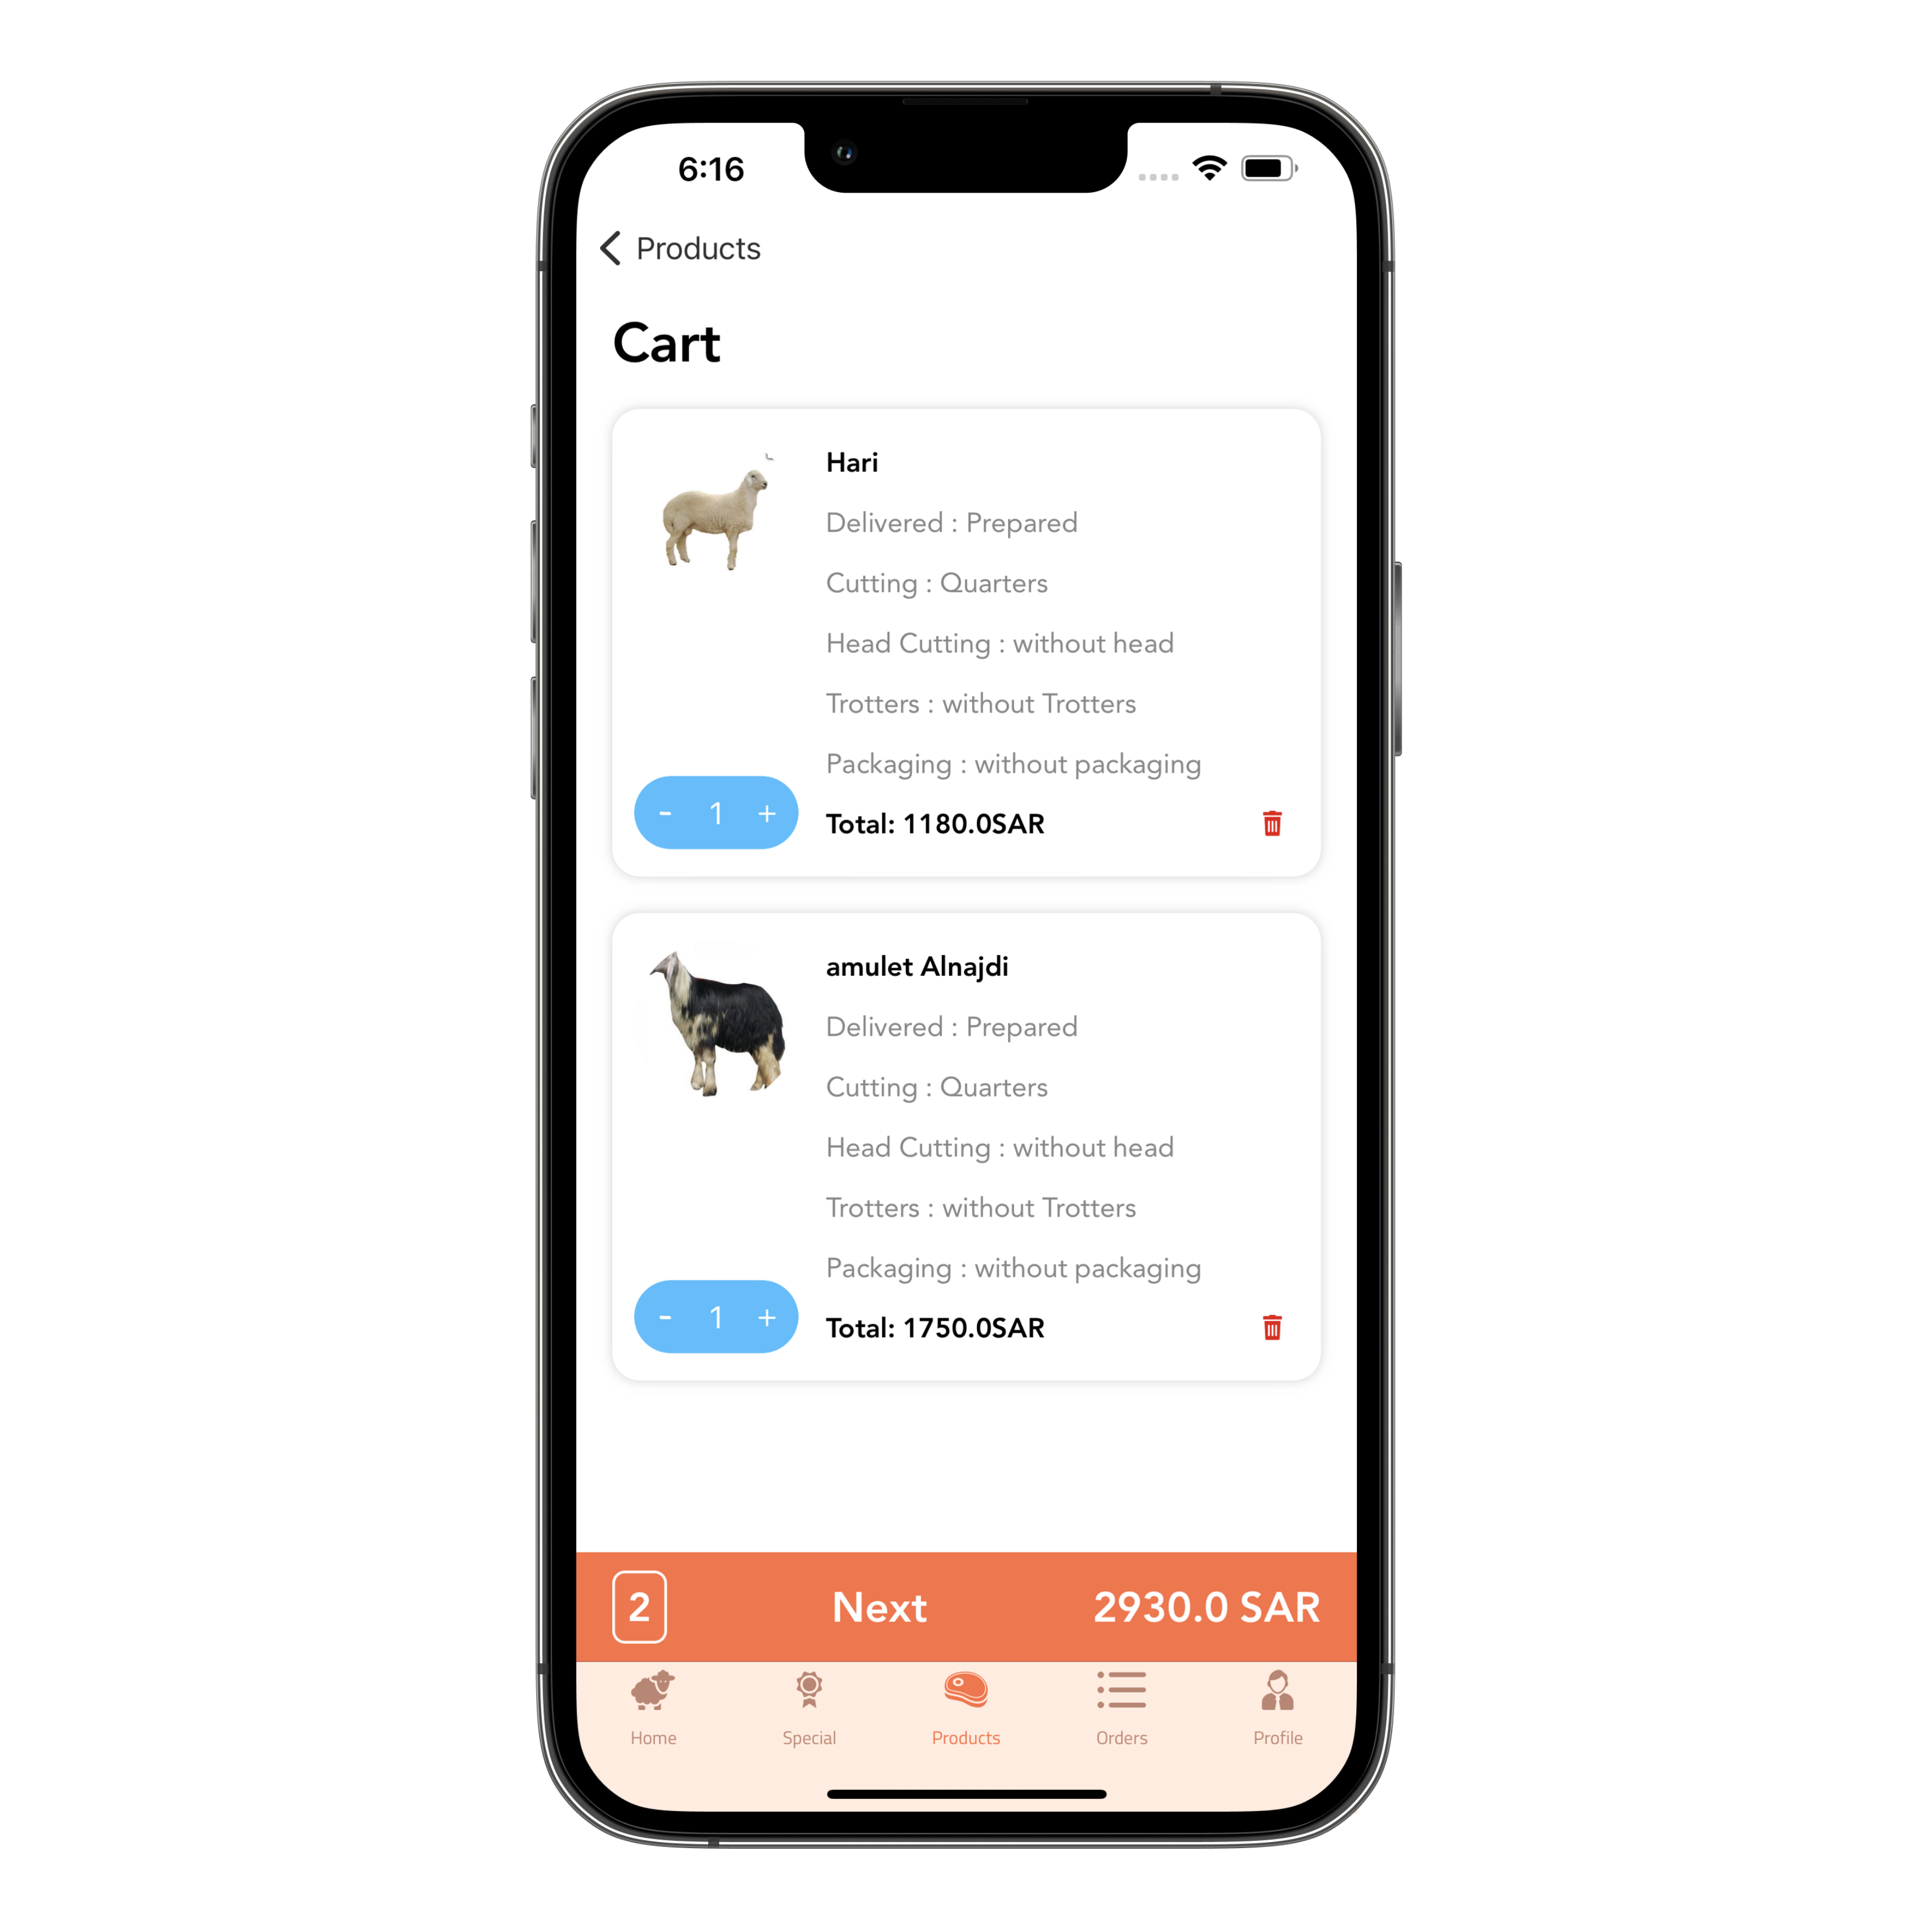 6:16
Products
Cart
Hari
Delivered : Prepared
Cutting : Quarters
Head Cutting : without head
Trotters : without Trotters
Packaging : without packaging
- 1 +
Total: 1180.0SAR
amulet Alnajdi
Delivered : Prepared
Cutting : Quarters
Head Cutting : without head
Trotters : without Trotters
Packaging : without packaging
- 1 +
Total: 1750.0SAR
2 Next 2930.0 SAR
Home Special Products Orders Profile